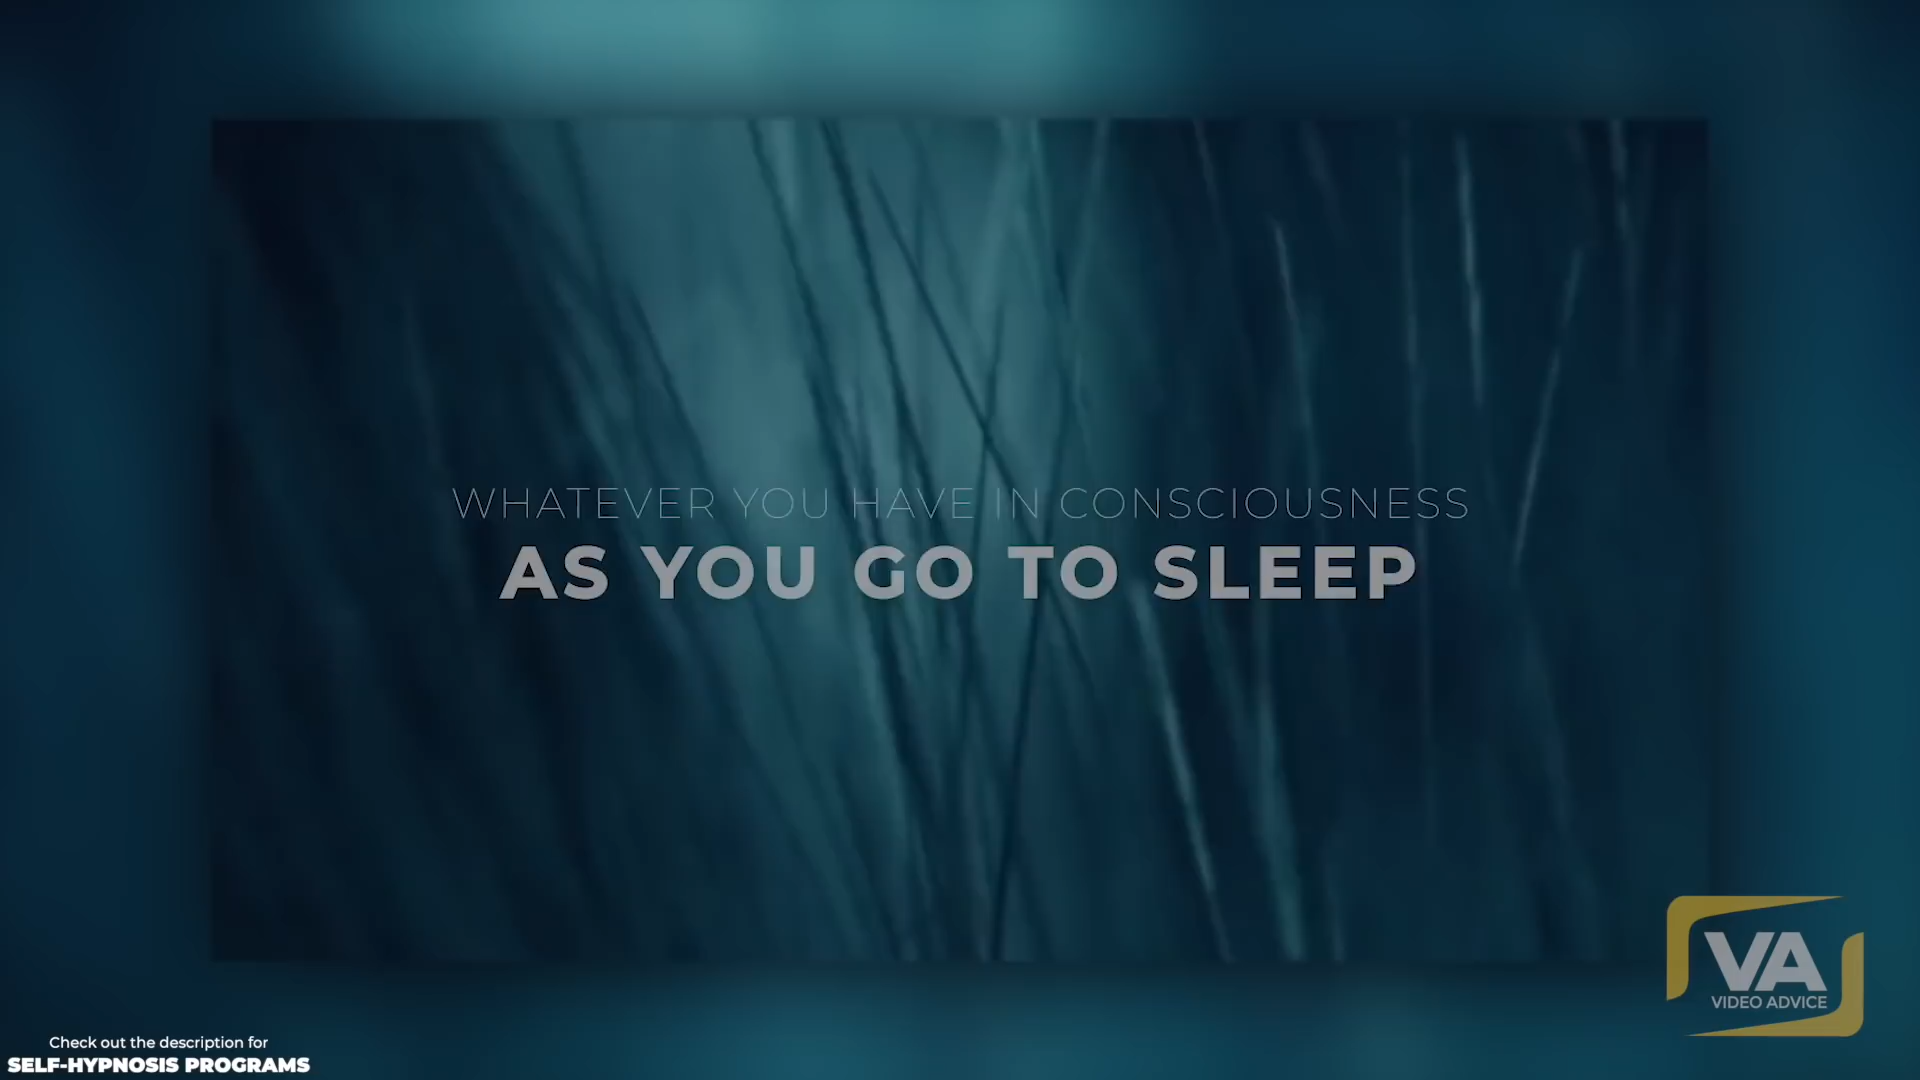 WHATEVER YOU HAVE IN CONSCIOUSNESS
AS YOU GO TO SLEEP
VA
VIDEO ADVICE
Check out the description for
SELF-HYPNOSIS PROGRAMS